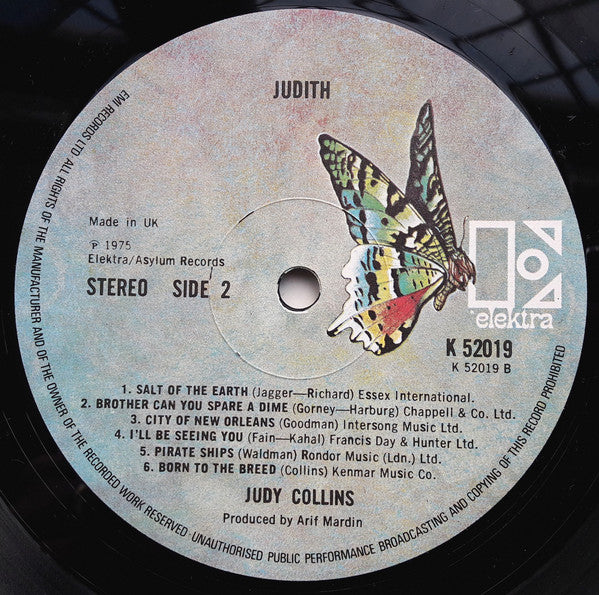 JUDITH
Made in UK
℗ 1975
Elektra/Asylum Records
STEREO SIDE 2
elektra
K 52019
K 52019 B
1. SALT OF THE EARTH (Jagger—Richard) Essex International.
2. BROTHER CAN YOU SPARE A DIME (Gorney—Harburg) Chappell & Co. Ltd.
3. CITY OF NEW ORLEANS (Goodman) Intersong Music Ltd.
4. I'LL BE SEEING YOU (Fain—Kahal) Francis Day & Hunter Ltd.
5. PIRATE SHIPS (Waldman) Rondor Music (Ldn.) Ltd.
6. BORN TO THE BREED (Collins) Kenmar Music Co.
JUDY COLLINS
Produced by Arif Mardin
EMI RECORDS LTD ALL RIGHTS OF THE MANUFACTURER AND OF THE OWNER OF THE RECORDED WORK RESERVED UNAUTHORISED PUBLIC PERFORMANCE BROADCASTING AND COPYING OF THIS RECORD PROHIBITED